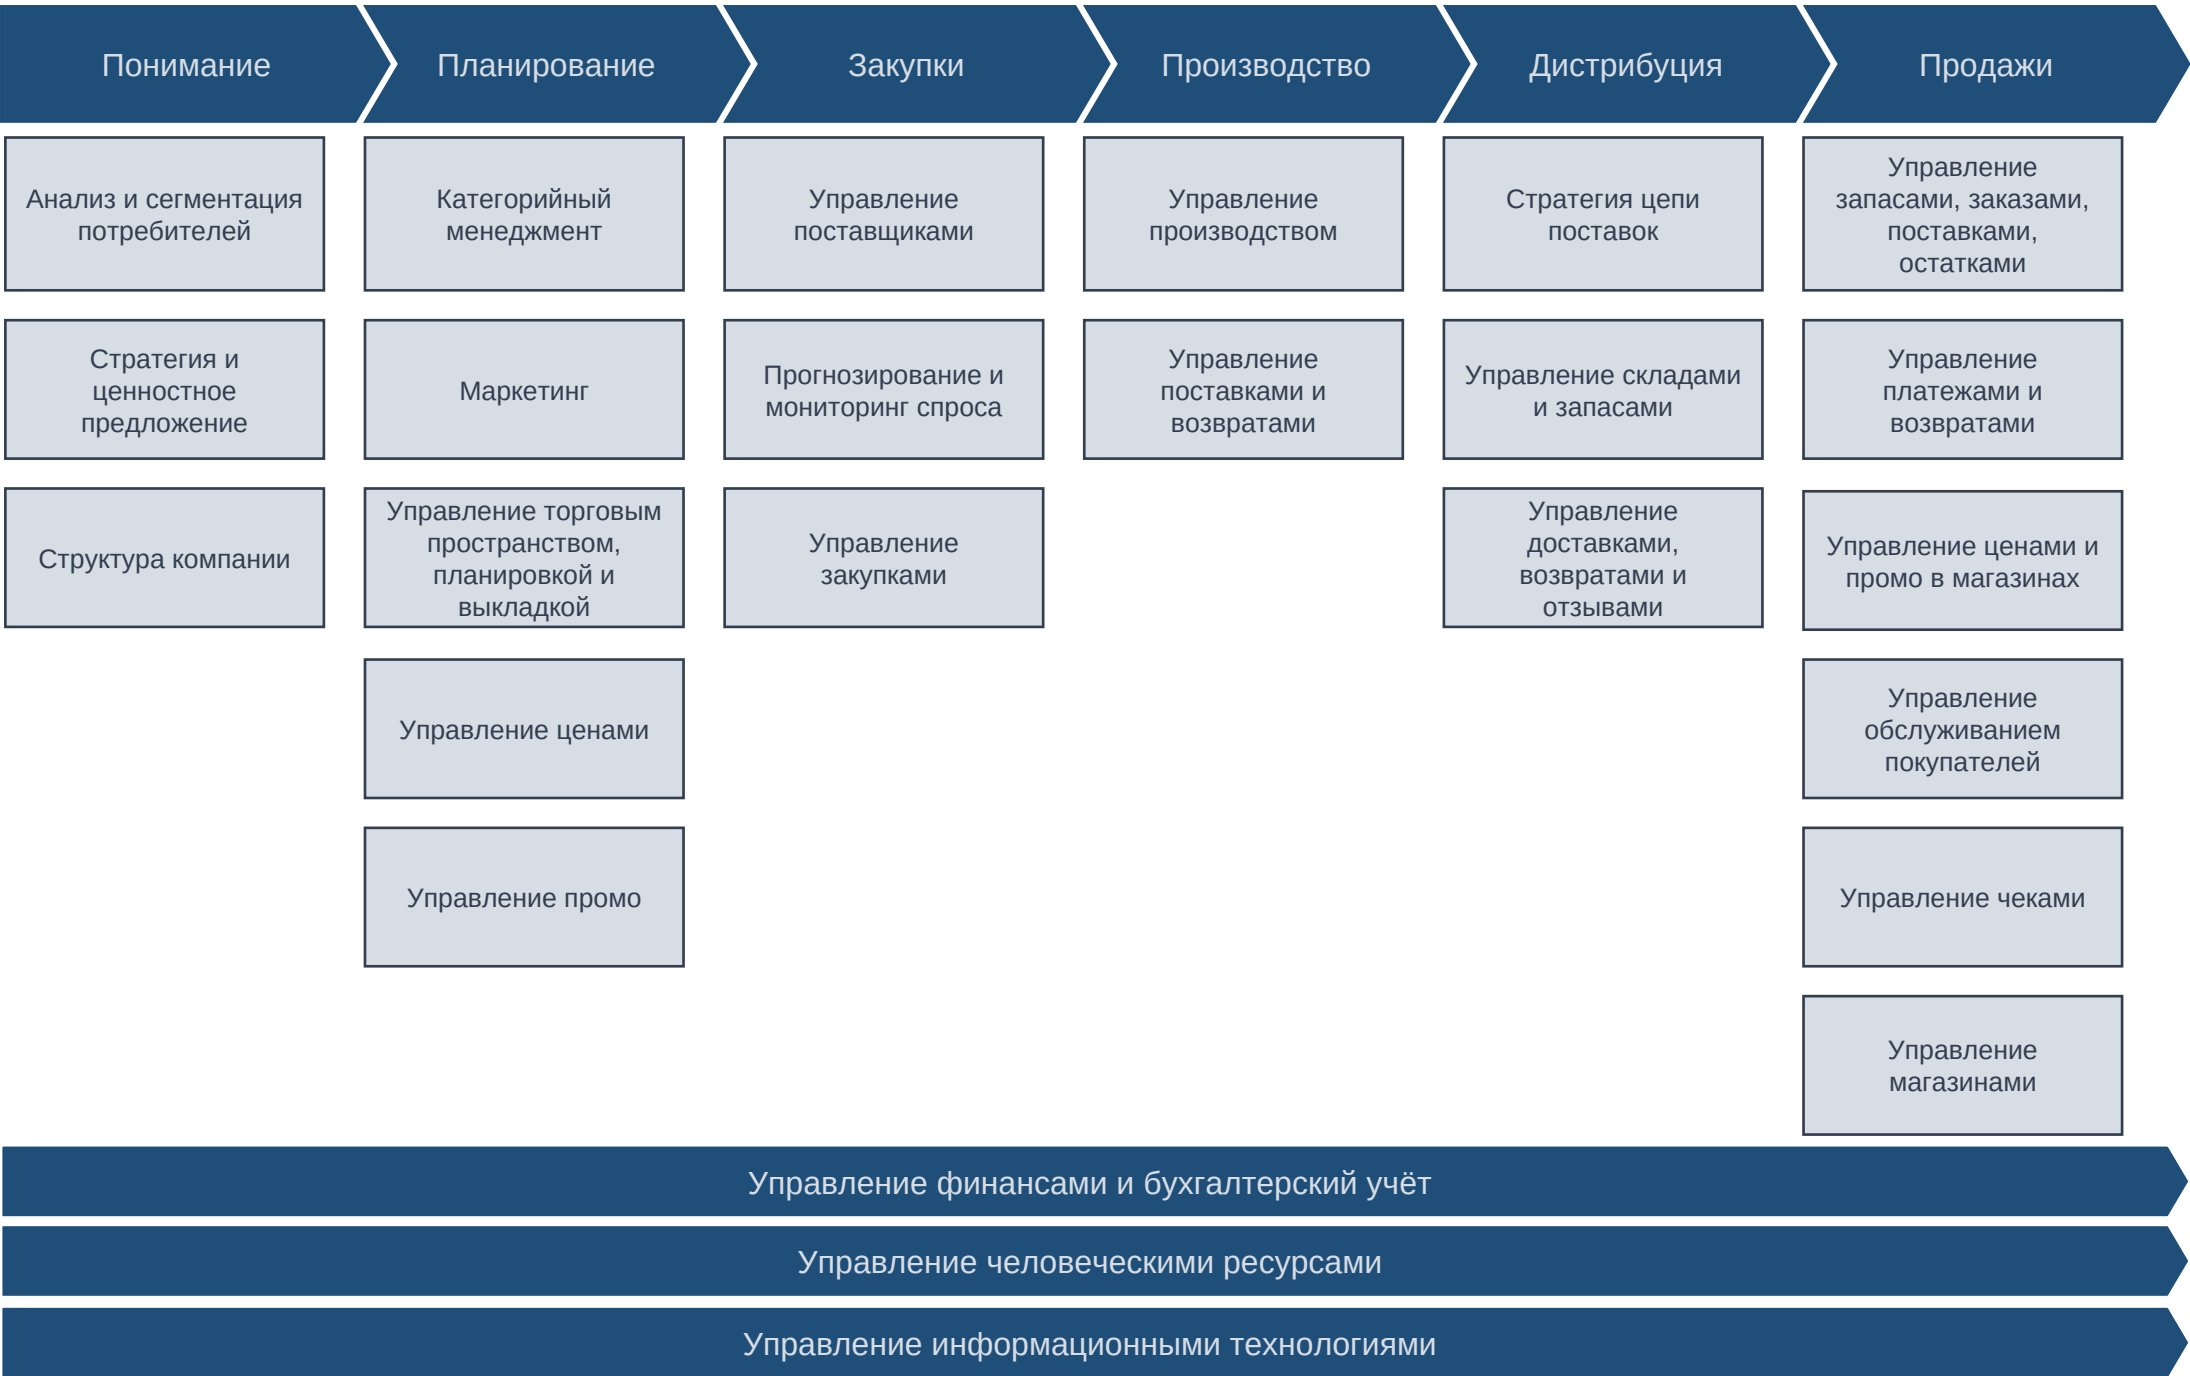 Понимание
Планирование
Закупки
Производство
Дистрибуция
Продажи
Анализ и сегментация
потребителей
Стратегия и
ценностное
предложение
Структура компании
Категорийный
менеджмент
Маркетинг
Управление торговым
пространством,
планировкой и
выкладкой
Управление ценами
Управление промо
Управление
поставщиками
Прогнозирование и
мониторинг спроса
Управление
закупками
Управление
производством
Управление
поставками и
возвратами
Стратегия цепи
поставок
Управление складами
и запасами
Управление
доставками,
возвратами и
отзывами
Управление
запасами, заказами,
поставками,
остатками
Управление
платежами и
возвратами
Управление ценами и
промо в магазинах
Управление
обслуживанием
покупателей
Управление чеками
Управление
магазинами
Управление финансами и бухгалтерский учёт
Управление человеческими ресурсами
Управление информационными технологиями